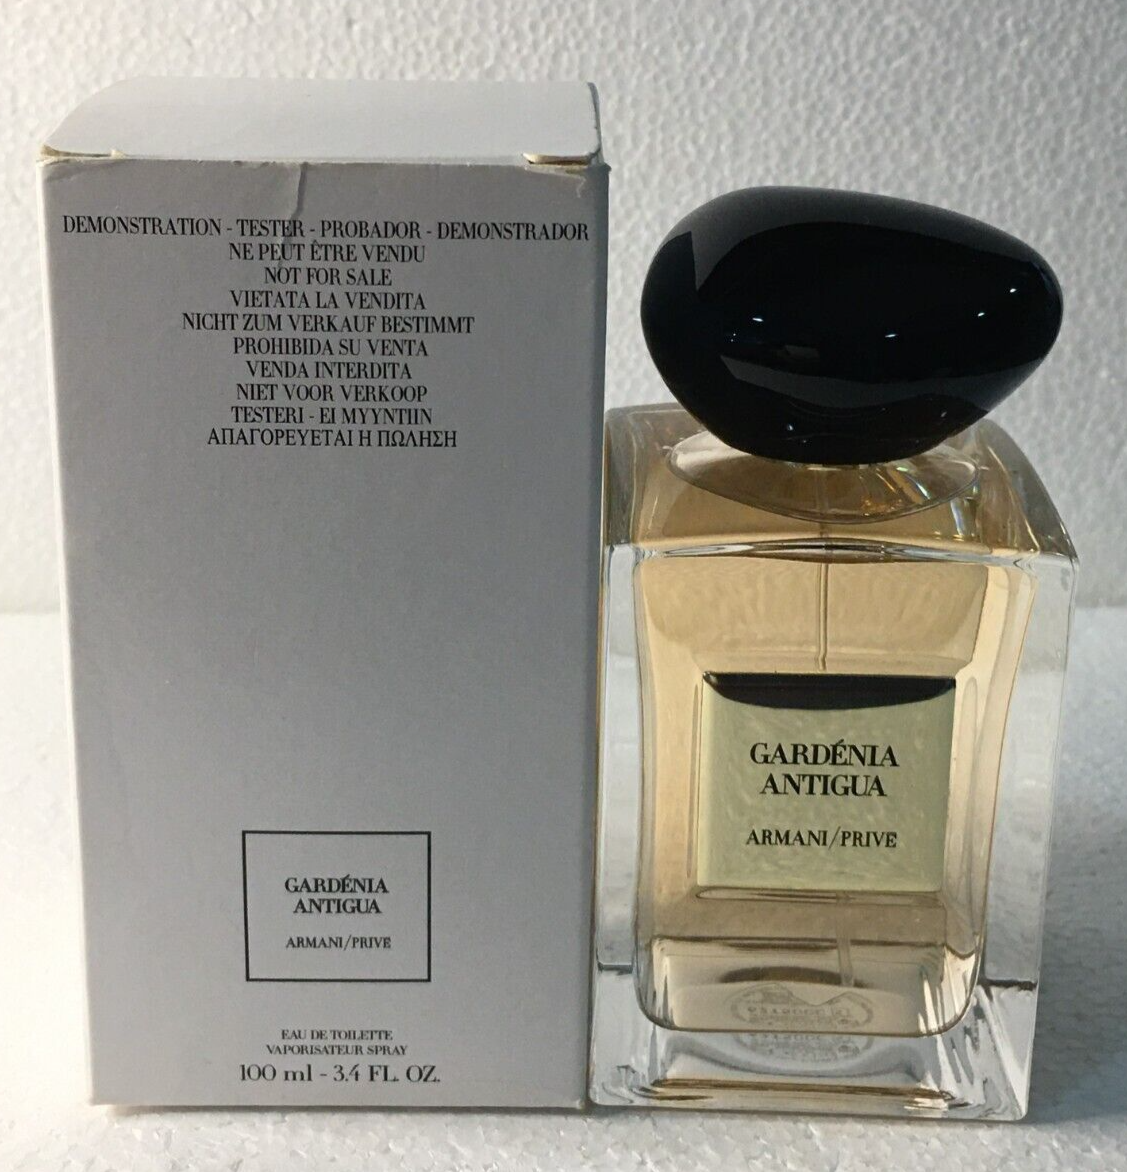 DEMONSTRATION - TESTER - PROBADOR - DEMONSTRADOR
NE PEUT ÊTRE VENDU
NOT FOR SALE
VIETATA LA VENDITA
NICHT ZUM VERKAUF BESTIMMT
PROHIBIDA SU VENTA
VENDA INTERDITA
NIET VOOR VERKOOP
TESTERI - EI MYYNTIIN
ΑΠΑΓΟΡΕΥΕΤΑΙ Η ΠΩΛΗΣΗ
GARDÉNIA
ANTIGUA
ARMANI/PRIVE
EAU DE TOILETTE
VAPORISATEUR SPRAY
100 ml - 3.4 FL. OZ.
GARDÉNIA
ANTIGUA
ARMANI/PRIVE